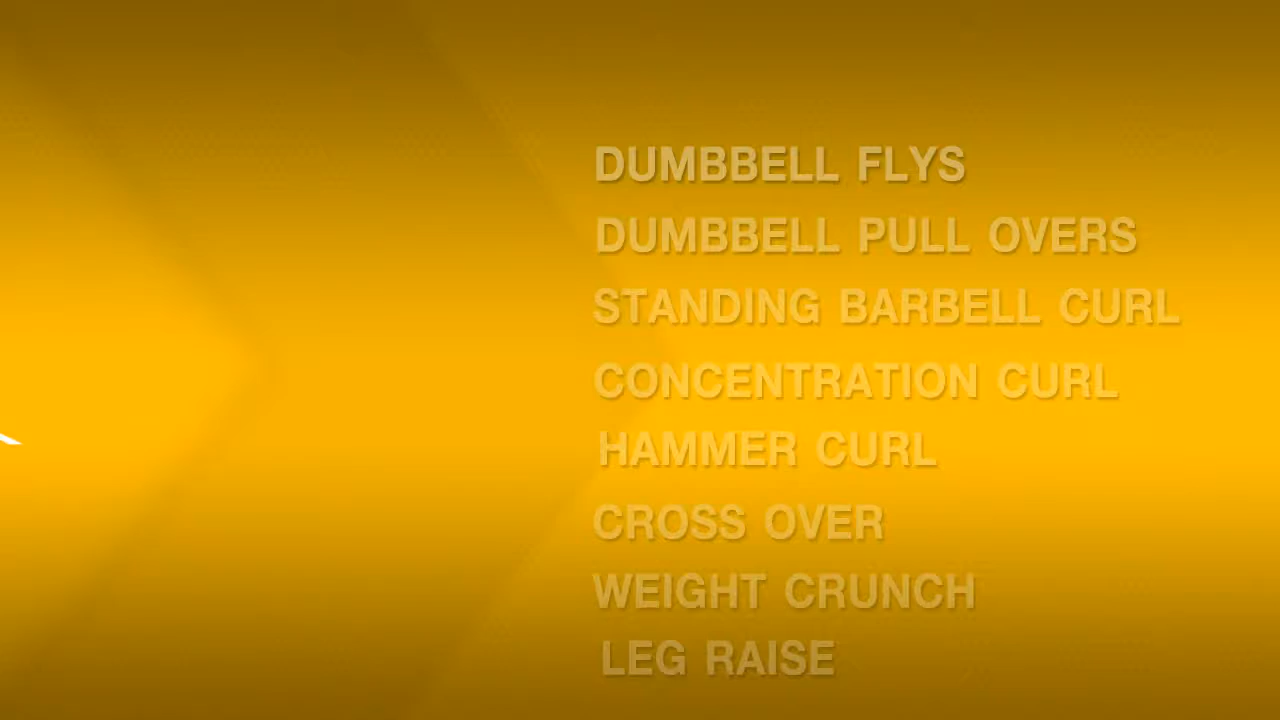 DUMBBELL FLYS
DUMBBELL PULL OVERS
STANDING BARBELL CURL
CONCENTRATION CURL
HAMMER CURL
CROSS OVER
WEIGHT CRUNCH
LEG RAISE